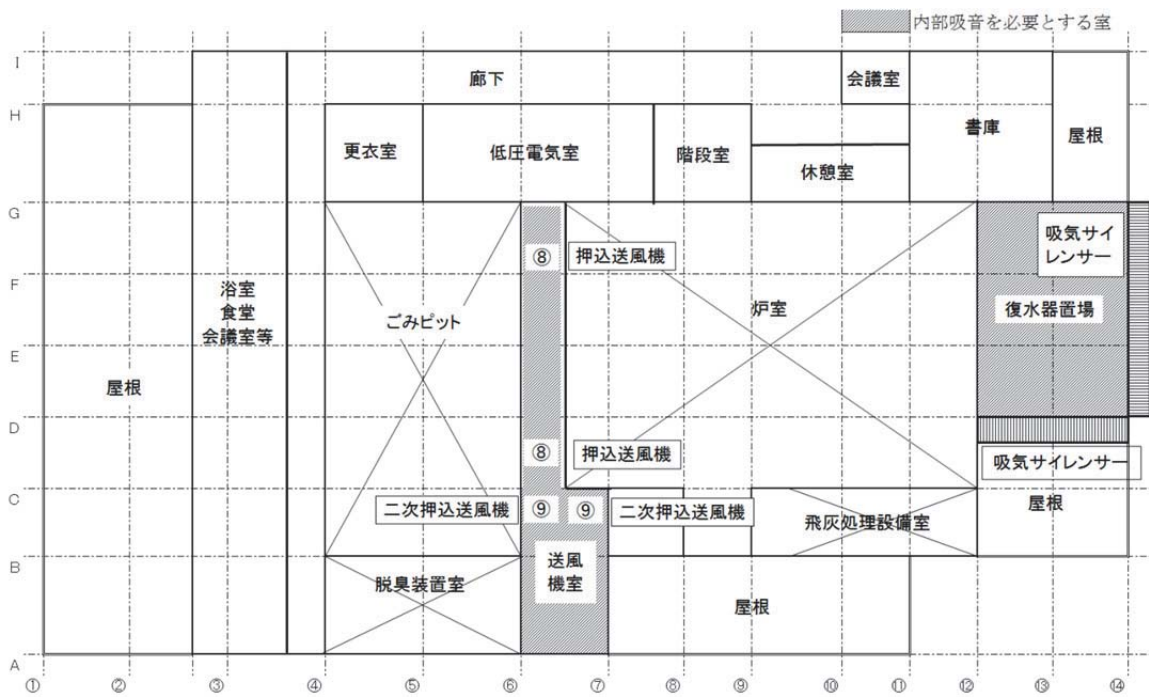 内部吸音を必要とする室
I
廊下
会議室
H
更衣室
低圧電気室
階段室
休憩室
書庫
屋根
G
⑧
押込送風機
吸気サイ
レンサー
F
浴室
食堂
会議室等
ごみピット
炉室
復水器置場
E
屋根
D
⑧
押込送風機
吸気サイレンサー
C
二次押込送風機
⑨
⑨
二次押込送風機
飛灰処理設備室
屋根
B
脱臭装置室
送風
機室
屋根
A
①
②
③
④
⑤
⑥
⑦
⑧
⑨
⑩
⑪
⑫
⑬
⑭